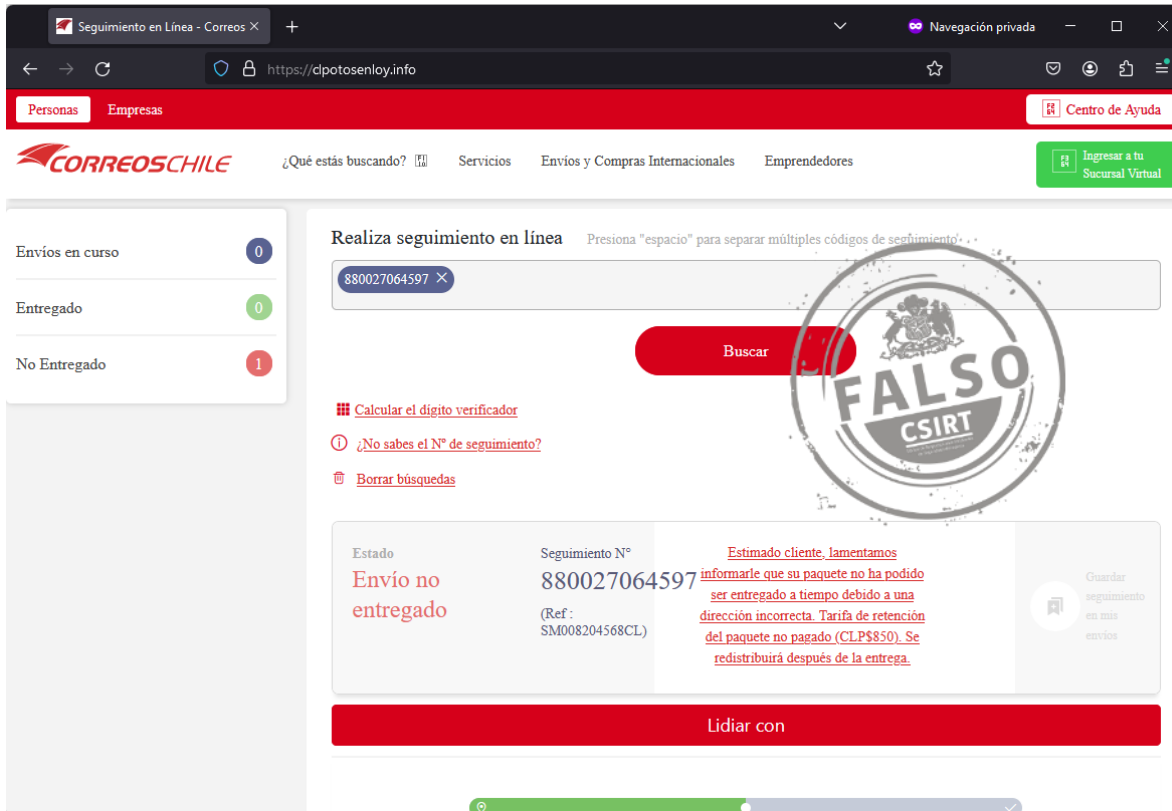 Seguimiento en Línea - Correos
Navegación privada
https://clpotosenloy.info
Personas
Empresas
Centro de Ayuda
CORREOSCHILE
¿Qué estás buscando?
Servicios
Envíos y Compras Internacionales
Emprendedores
Ingresar a tu
Sucursal Virtual
Envíos en curso
0
Entregado
0
No Entregado
1
Realiza seguimiento en línea
Presiona "espacio" para separar múltiples códigos de seguimiento
880027064597
Buscar
FALSO
CSIRT
Calcular el dígito verificador
¿No sabes el Nº de seguimiento?
Borrar búsquedas
Estado
Envío no
entregado
Seguimiento N°
880027064597
(Ref :
SM008204568CL)
Estimado cliente, lamentamos
informarle que su paquete no ha podido
ser entregado a tiempo debido a una
dirección incorrecta. Tarifa de retención
del paquete no pagado (CLP$850). Se
redistribuirá después de la entrega.
Guardar
seguimiento
en mis
envíos
Lidiar con